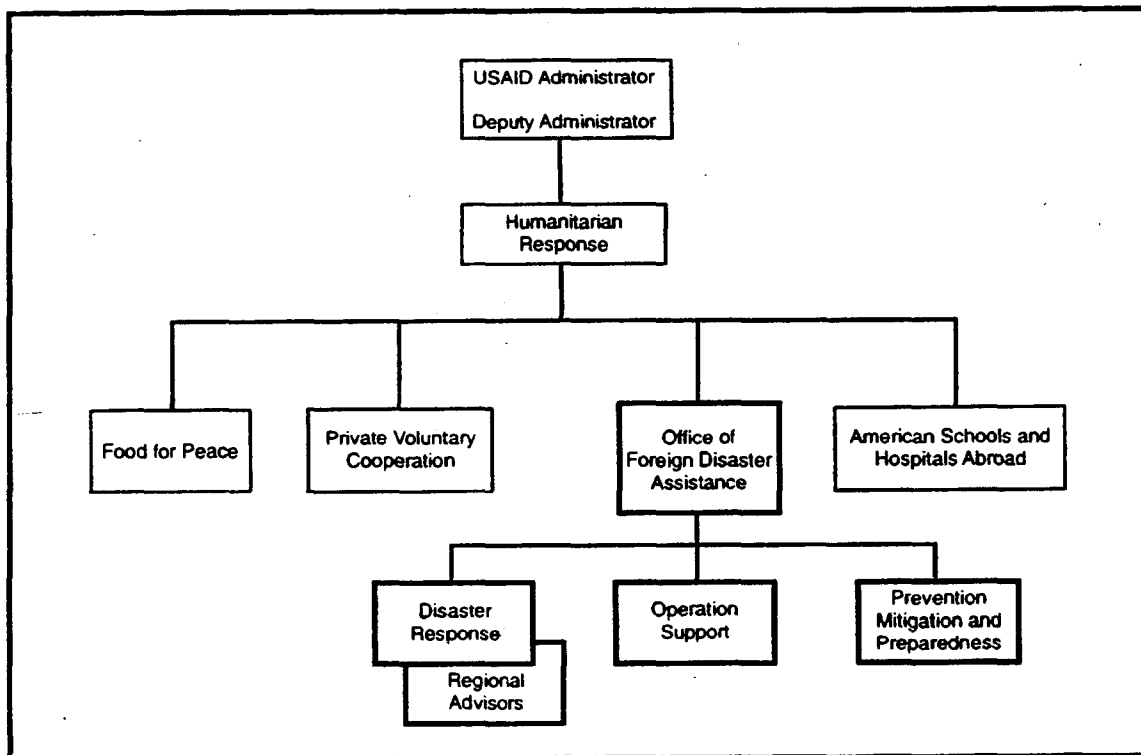 USAID Administrator
Deputy Administrator
Humanitarian
Response
Food for Peace
Private Voluntary
Cooperation
Office of
Foreign Disaster
Assistance
American Schools and
Hospitals Abroad
Disaster
Response
Regional
Advisors
Operation
Support
Prevention
Mitigation and
Preparedness